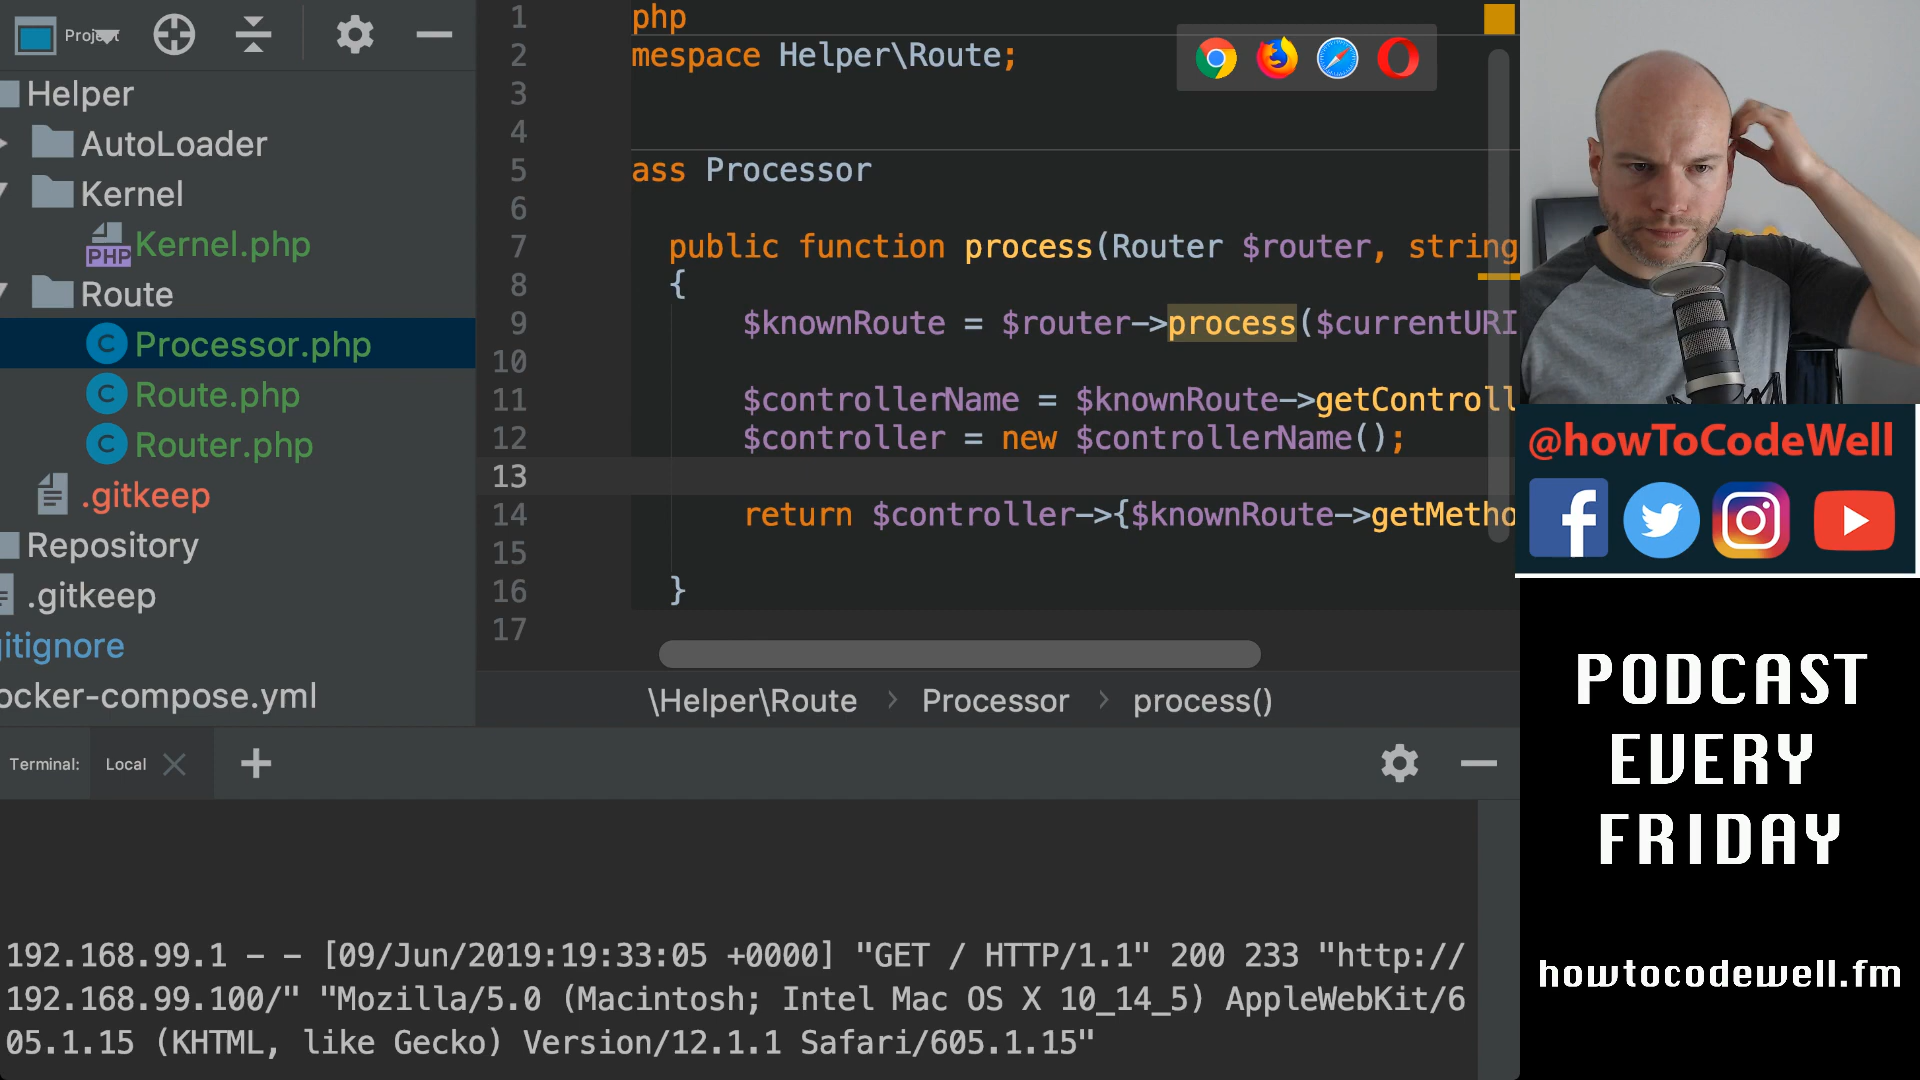 Project
Helper
AutoLoader
Kernel
PHP
Kernel.php
Route
C Processor.php
C Route.php
C Router.php
.gitkeep
Repository
.gitkeep
gitignore
ocker-compose.yml
1 php
2 mespace Helper\Route;
3
4
5 ass Processor
6
7 public function process(Router $router, string
8 {
9 $knownRoute = $router->process($currentURI
10
11 $controllerName = $knownRoute->getControll
12 $controller = new $controllerName();
13
14 return $controller->{$knownRoute->getMetho
15
16 }
17
\Helper\Route > Processor > process()
Terminal: Local
192.168.99.1 - - [09/Jun/2019:19:33:05 +0000] "GET / HTTP/1.1" 200 233 "http://
192.168.99.100/" "Mozilla/5.0 (Macintosh; Intel Mac OS X 10_14_5) AppleWebKit/6
05.1.15 (KHTML, like Gecko) Version/12.1.1 Safari/605.1.15"
@howToCodeWell
PODCAST
EVERY
FRIDAY
howtocodewell.fm